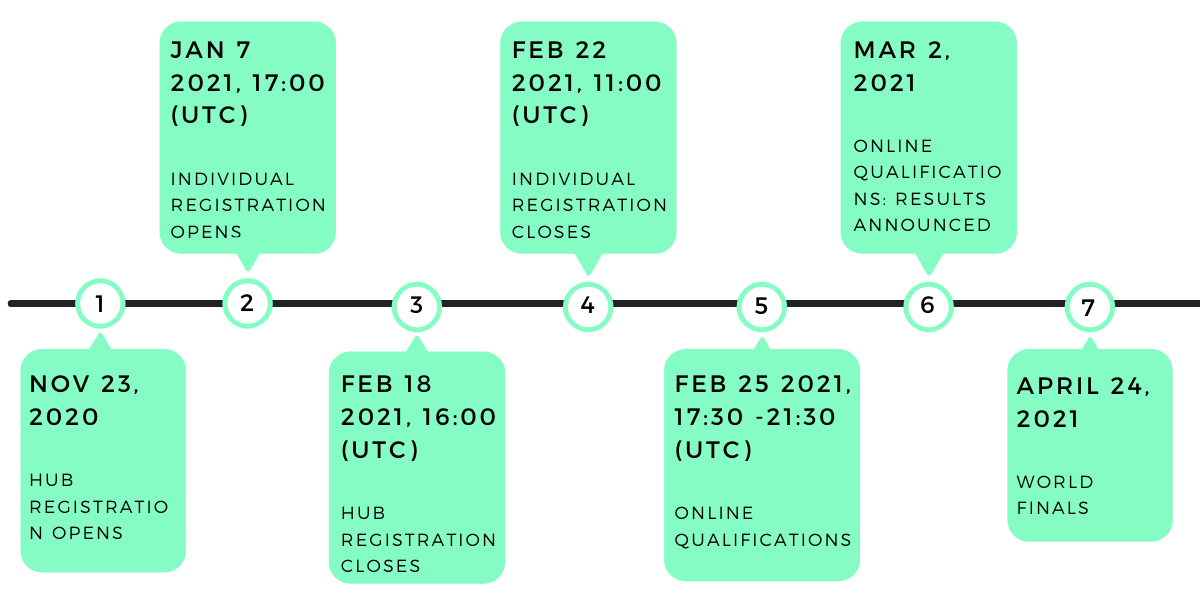 JAN 7
2021, 17:00
(UTC)
INDIVIDUAL
REGISTRATION
OPENS
FEB 22
2021, 11:00
(UTC)
INDIVIDUAL
REGISTRATION
CLOSES
MAR 2,
2021
ONLINE
QUALIFICATIO
NS: RESULTS
ANNOUNCED
1
2
3
4
5
6
7
NOV 23,
2020
HUB
REGISTRATIO
N OPENS
FEB 18
2021, 16:00
(UTC)
HUB
REGISTRATION
CLOSES
FEB 25 2021,
17:30 -21:30
(UTC)
ONLINE
QUALIFICATIONS
APRIL 24,
2021
WORLD
FINALS